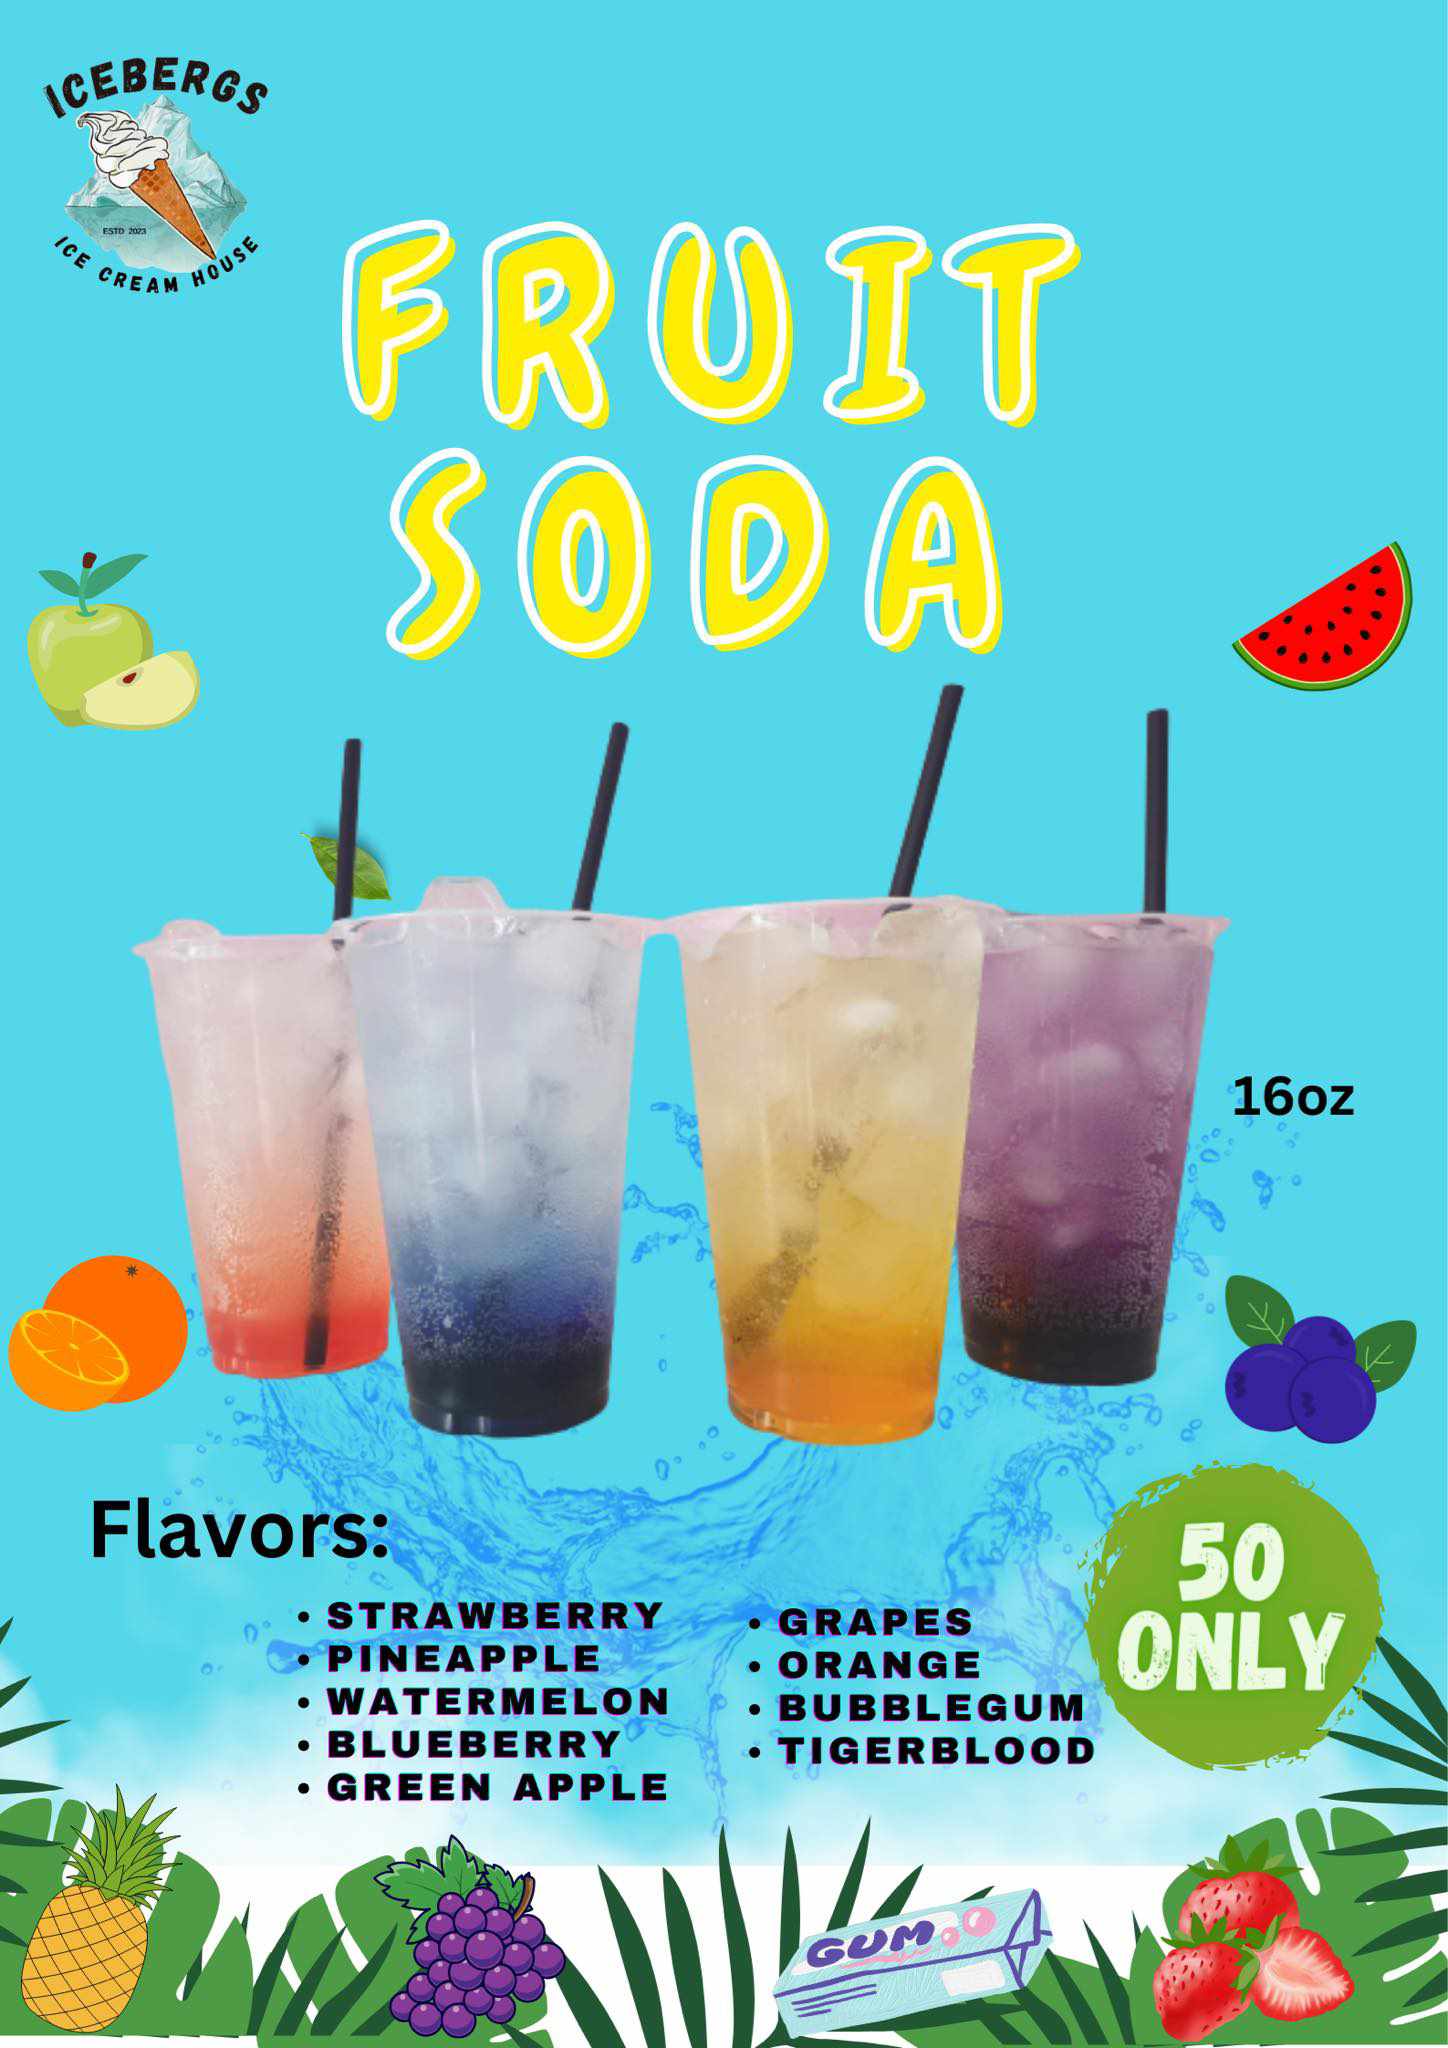 ICEBERGS
ESTD 2023
ICE CREAM HOUSE
FRUIT
SODA
16oz
Flavors:
• STRAWBERRY
• PINEAPPLE
• WATERMELON
• BLUEBERRY
• GREEN APPLE
• GRAPES
• ORANGE
• BUBBLEGUM
• TIGERBLOOD
50
ONLY
GUM